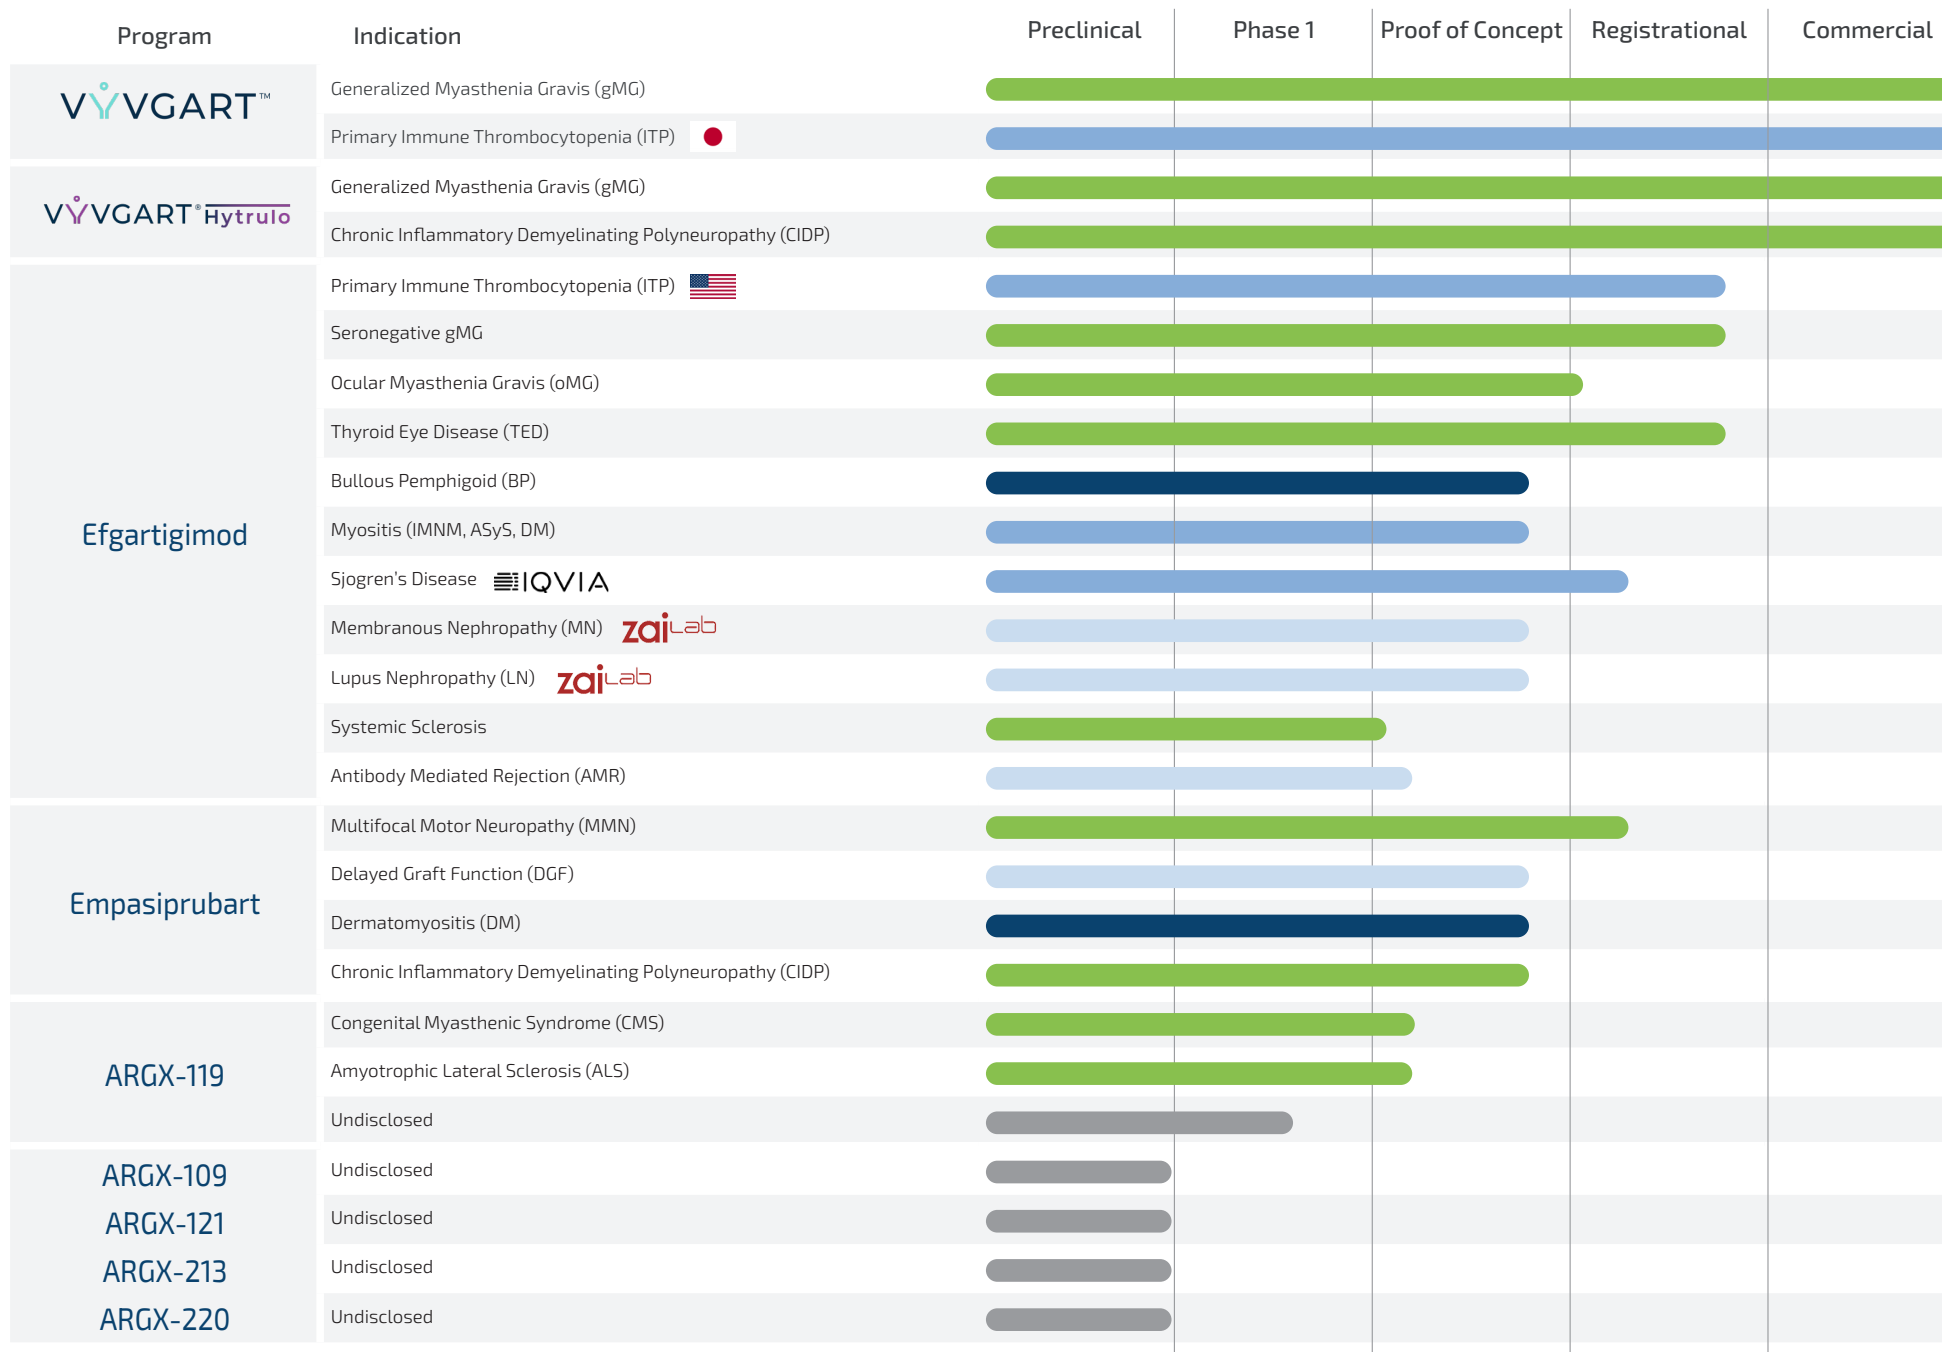 Program Indication Preclinical Phase 1 Proof of Concept Registrational Commercial
VYVGART™
Generalized Myasthenia Gravis (gMG)
Primary Immune Thrombocytopenia (ITP)
VYVGART® Hytrulo
Generalized Myasthenia Gravis (gMG)
Chronic Inflammatory Demyelinating Polyneuropathy (CIDP)
Efgartigimod
Primary Immune Thrombocytopenia (ITP)
Seronegative gMG
Ocular Myasthenia Gravis (oMG)
Thyroid Eye Disease (TED)
Bullous Pemphigoid (BP)
Myositis (IMNM, ASyS, DM)
Sjogren's Disease IQVIA
Membranous Nephropathy (MN) zai Lab
Lupus Nephropathy (LN) zai Lab
Systemic Sclerosis
Antibody Mediated Rejection (AMR)
Empasiprubart
Multifocal Motor Neuropathy (MMN)
Delayed Graft Function (DGF)
Dermatomyositis (DM)
Chronic Inflammatory Demyelinating Polyneuropathy (CIDP)
ARGX-119
Congenital Myasthenic Syndrome (CMS)
Amyotrophic Lateral Sclerosis (ALS)
Undisclosed
ARGX-109 Undisclosed
ARGX-121 Undisclosed
ARGX-213 Undisclosed
ARGX-220 Undisclosed